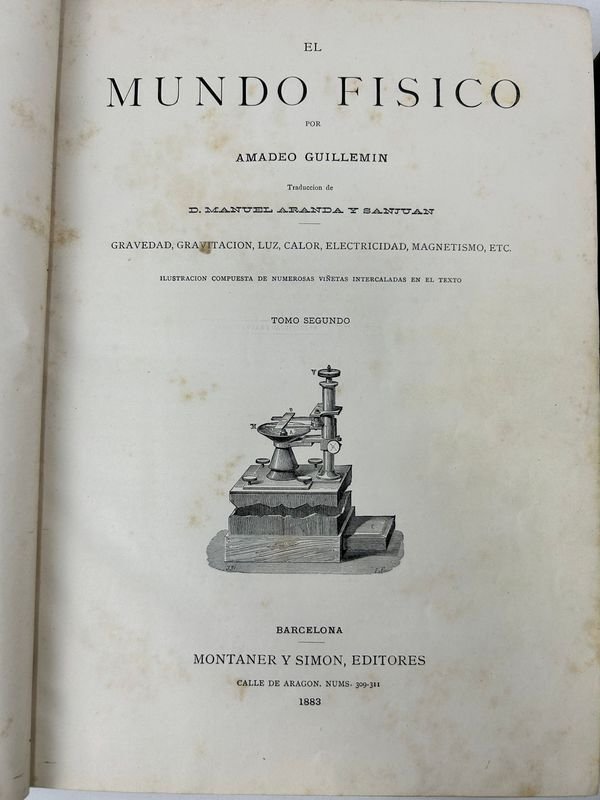 EL
MUNDO FISICO
POR
AMADEO GUILLEMIN
Traduccion de
D. MANUEL ARANDA Y SANJUAN
GRAVEDAD, GRAVITACION, LUZ, CALOR, ELECTRICIDAD, MAGNETISMO, ETC.
ILUSTRACION COMPUESTA DE NUMEROSAS VIÑETAS INTERCALADAS EN EL TEXTO
TOMO SEGUNDO
V
BARCELONA
MONTANER Y SIMON, EDITORES
CALLE DE ARAGON, NUMS. 309-311
1883